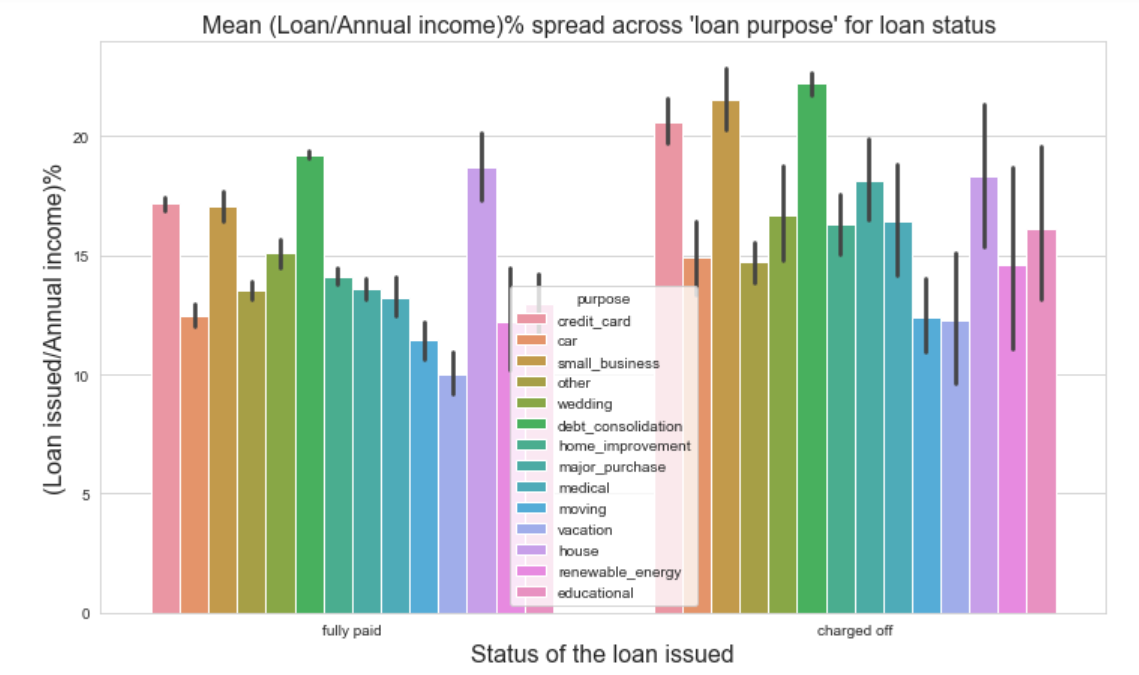 Mean (Loan/Annual income)% spread across 'loan purpose' for loan status
(Loan issued/Annual income)%
20
15
10
5
0
purpose
credit_card
car
small_business
other
wedding
debt_consolidation
home_improvement
major_purchase
medical
moving
vacation
house
renewable_energy
educational
fully paid
charged off
Status of the loan issued